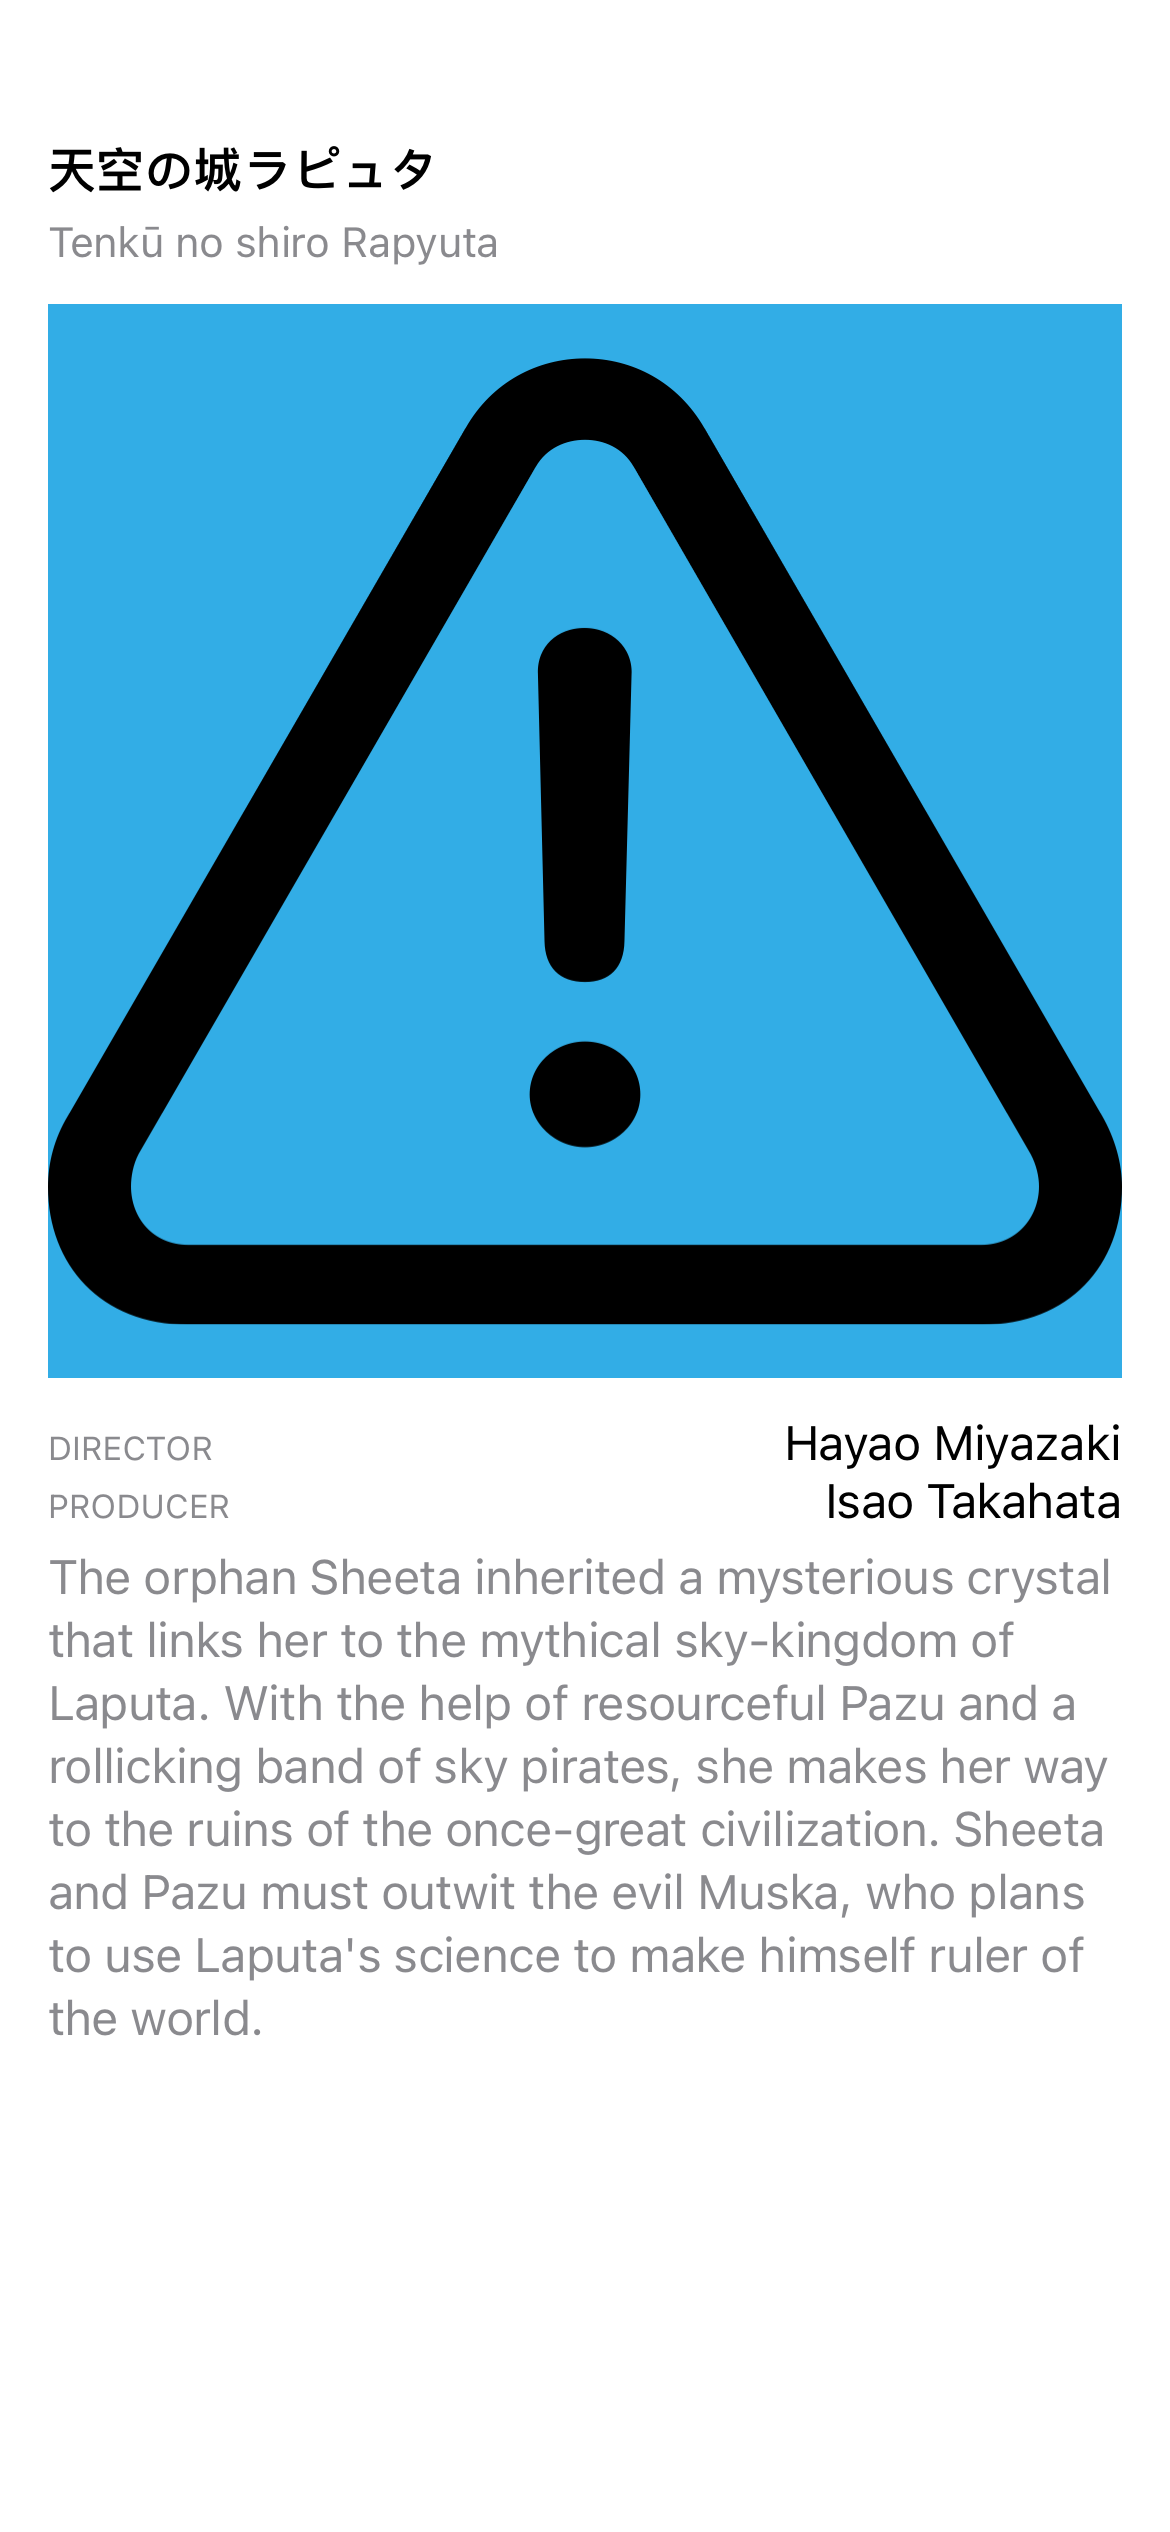 天空の城ラピュタ
Tenkū no shiro Rapyuta
DIRECTOR Hayao Miyazaki
PRODUCER Isao Takahata
The orphan Sheeta inherited a mysterious crystal
that links her to the mythical sky-kingdom of
Laputa. With the help of resourceful Pazu and a
rollicking band of sky pirates, she makes her way
to the ruins of the once-great civilization. Sheeta
and Pazu must outwit the evil Muska, who plans
to use Laputa's science to make himself ruler of
the world.